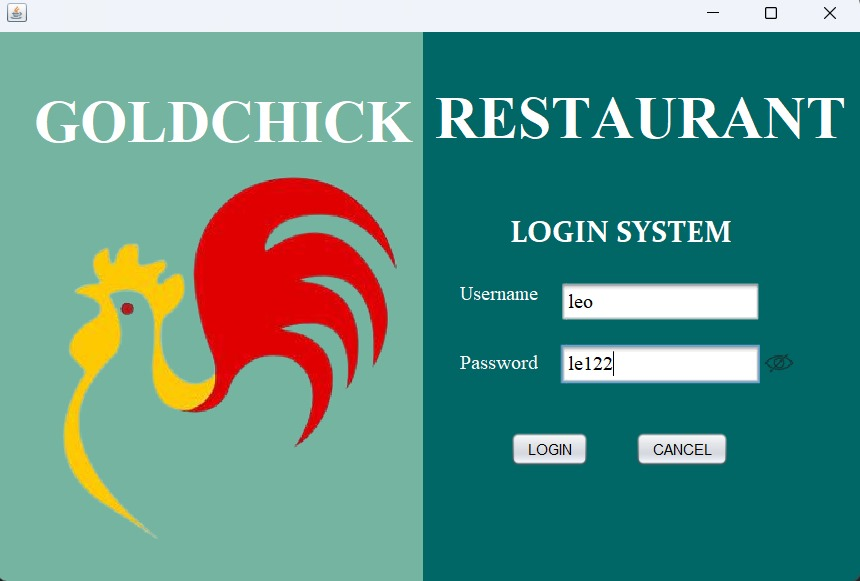 GOLDCHICK RESTAURANT
LOGIN SYSTEM
Username leo
Password le122
LOGIN CANCEL